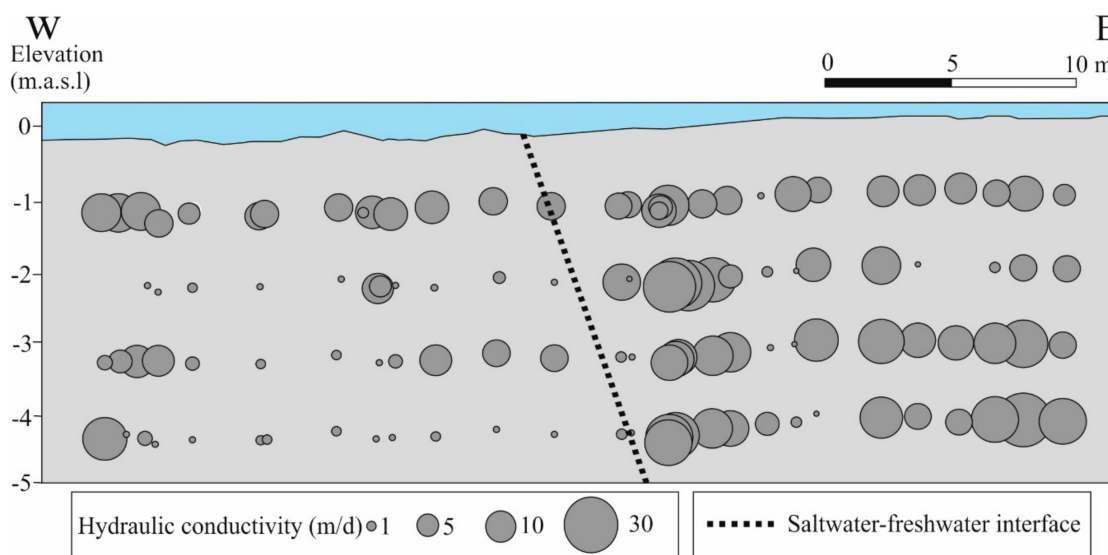 W
E
Elevation
(m.a.s.l)
0 5 10 m
0
-1
-2
-3
-4
-5
Hydraulic conductivity (m/d) 1 5 10 30
Saltwater-freshwater interface